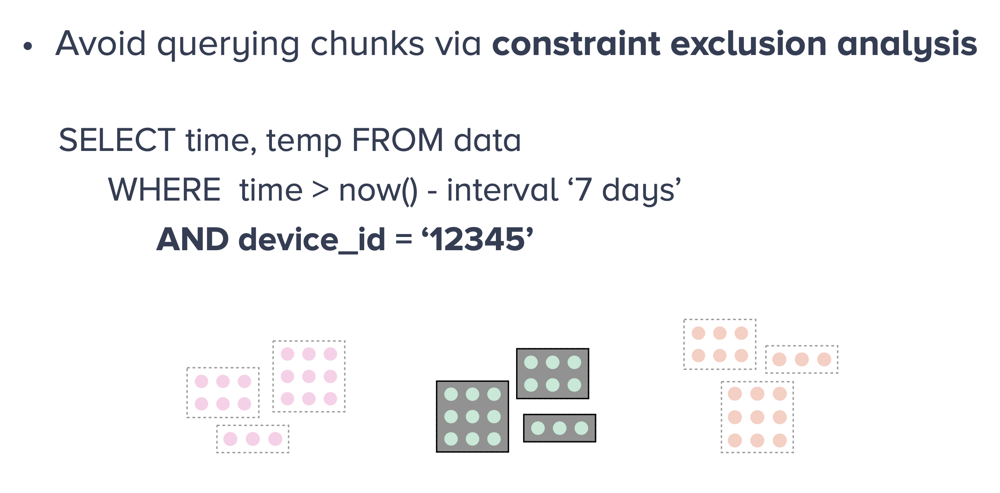 • Avoid querying chunks via constraint exclusion analysis
SELECT time, temp FROM data
WHERE time > now() - interval ‘7 days’
AND device_id = ‘12345’